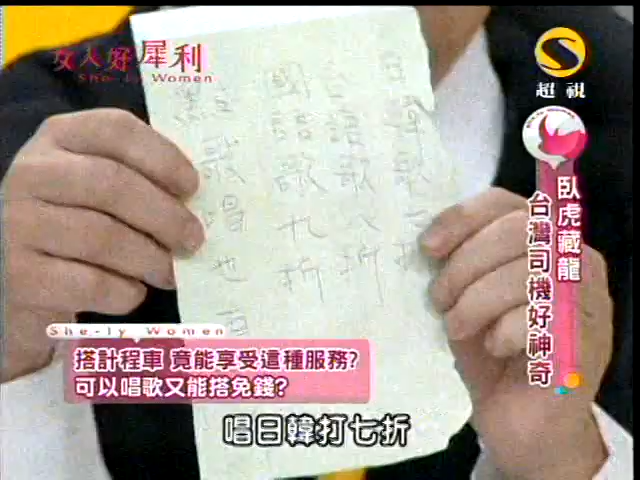 女人好犀利
She-ly Women
超視
臥虎藏龍
台灣司機好神奇
國語歌九折
台語歌八折
She-ly Women
搭計程車 竟能享受這種服務?
可以唱歌又能搭免錢?
唱日韓打七折